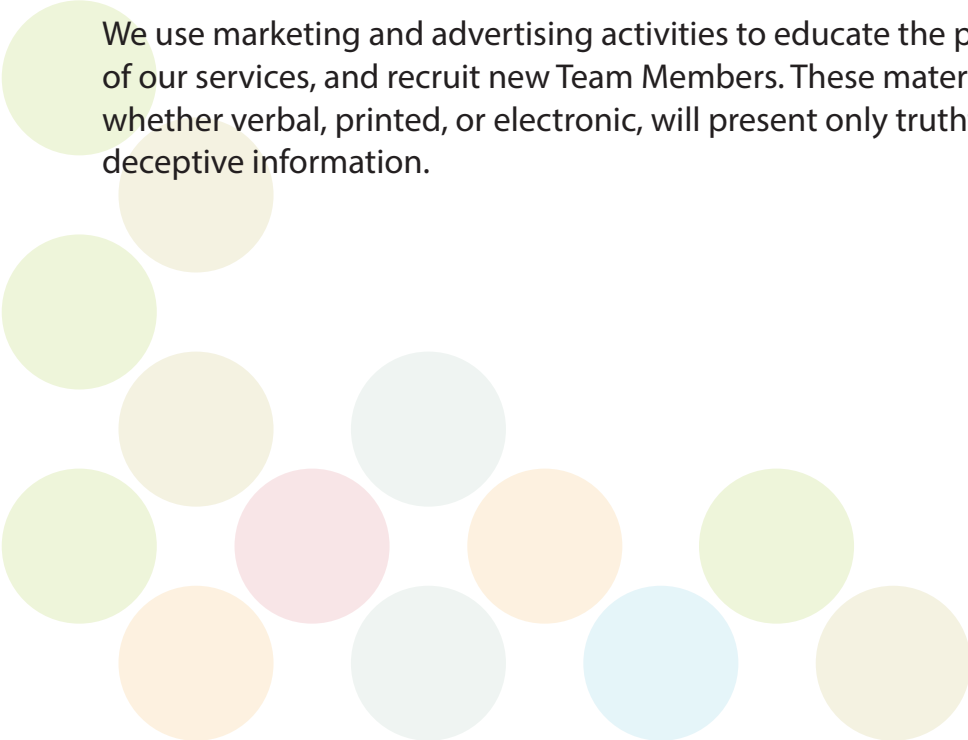 We use marketing and advertising activities to educate the p
of our services, and recruit new Team Members. These mater
whether verbal, printed, or electronic, will present only truth
deceptive information.